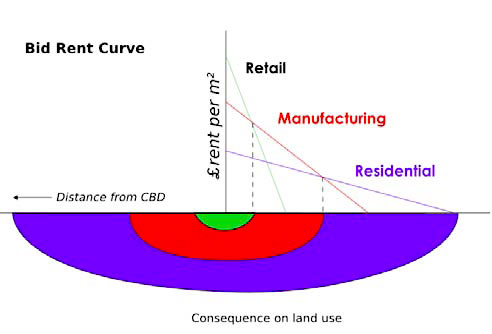 Bid Rent Curve
Retail
£rent per m²
Manufacturing
Residential
Distance from CBD
Consequence on land use